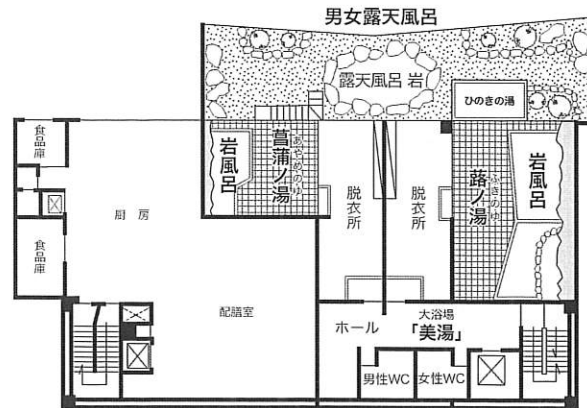 男女露天風呂
露天風呂 岩
ひのきの湯
食品庫
岩風呂
菖蒲ノ湯
あやめのゆ
脱衣所
脱衣所
蕗ノ湯
ふきのゆ
岩風呂
厨房
食品庫
配膳室
ホール
大浴場
「美湯」
男性WC
女性WC